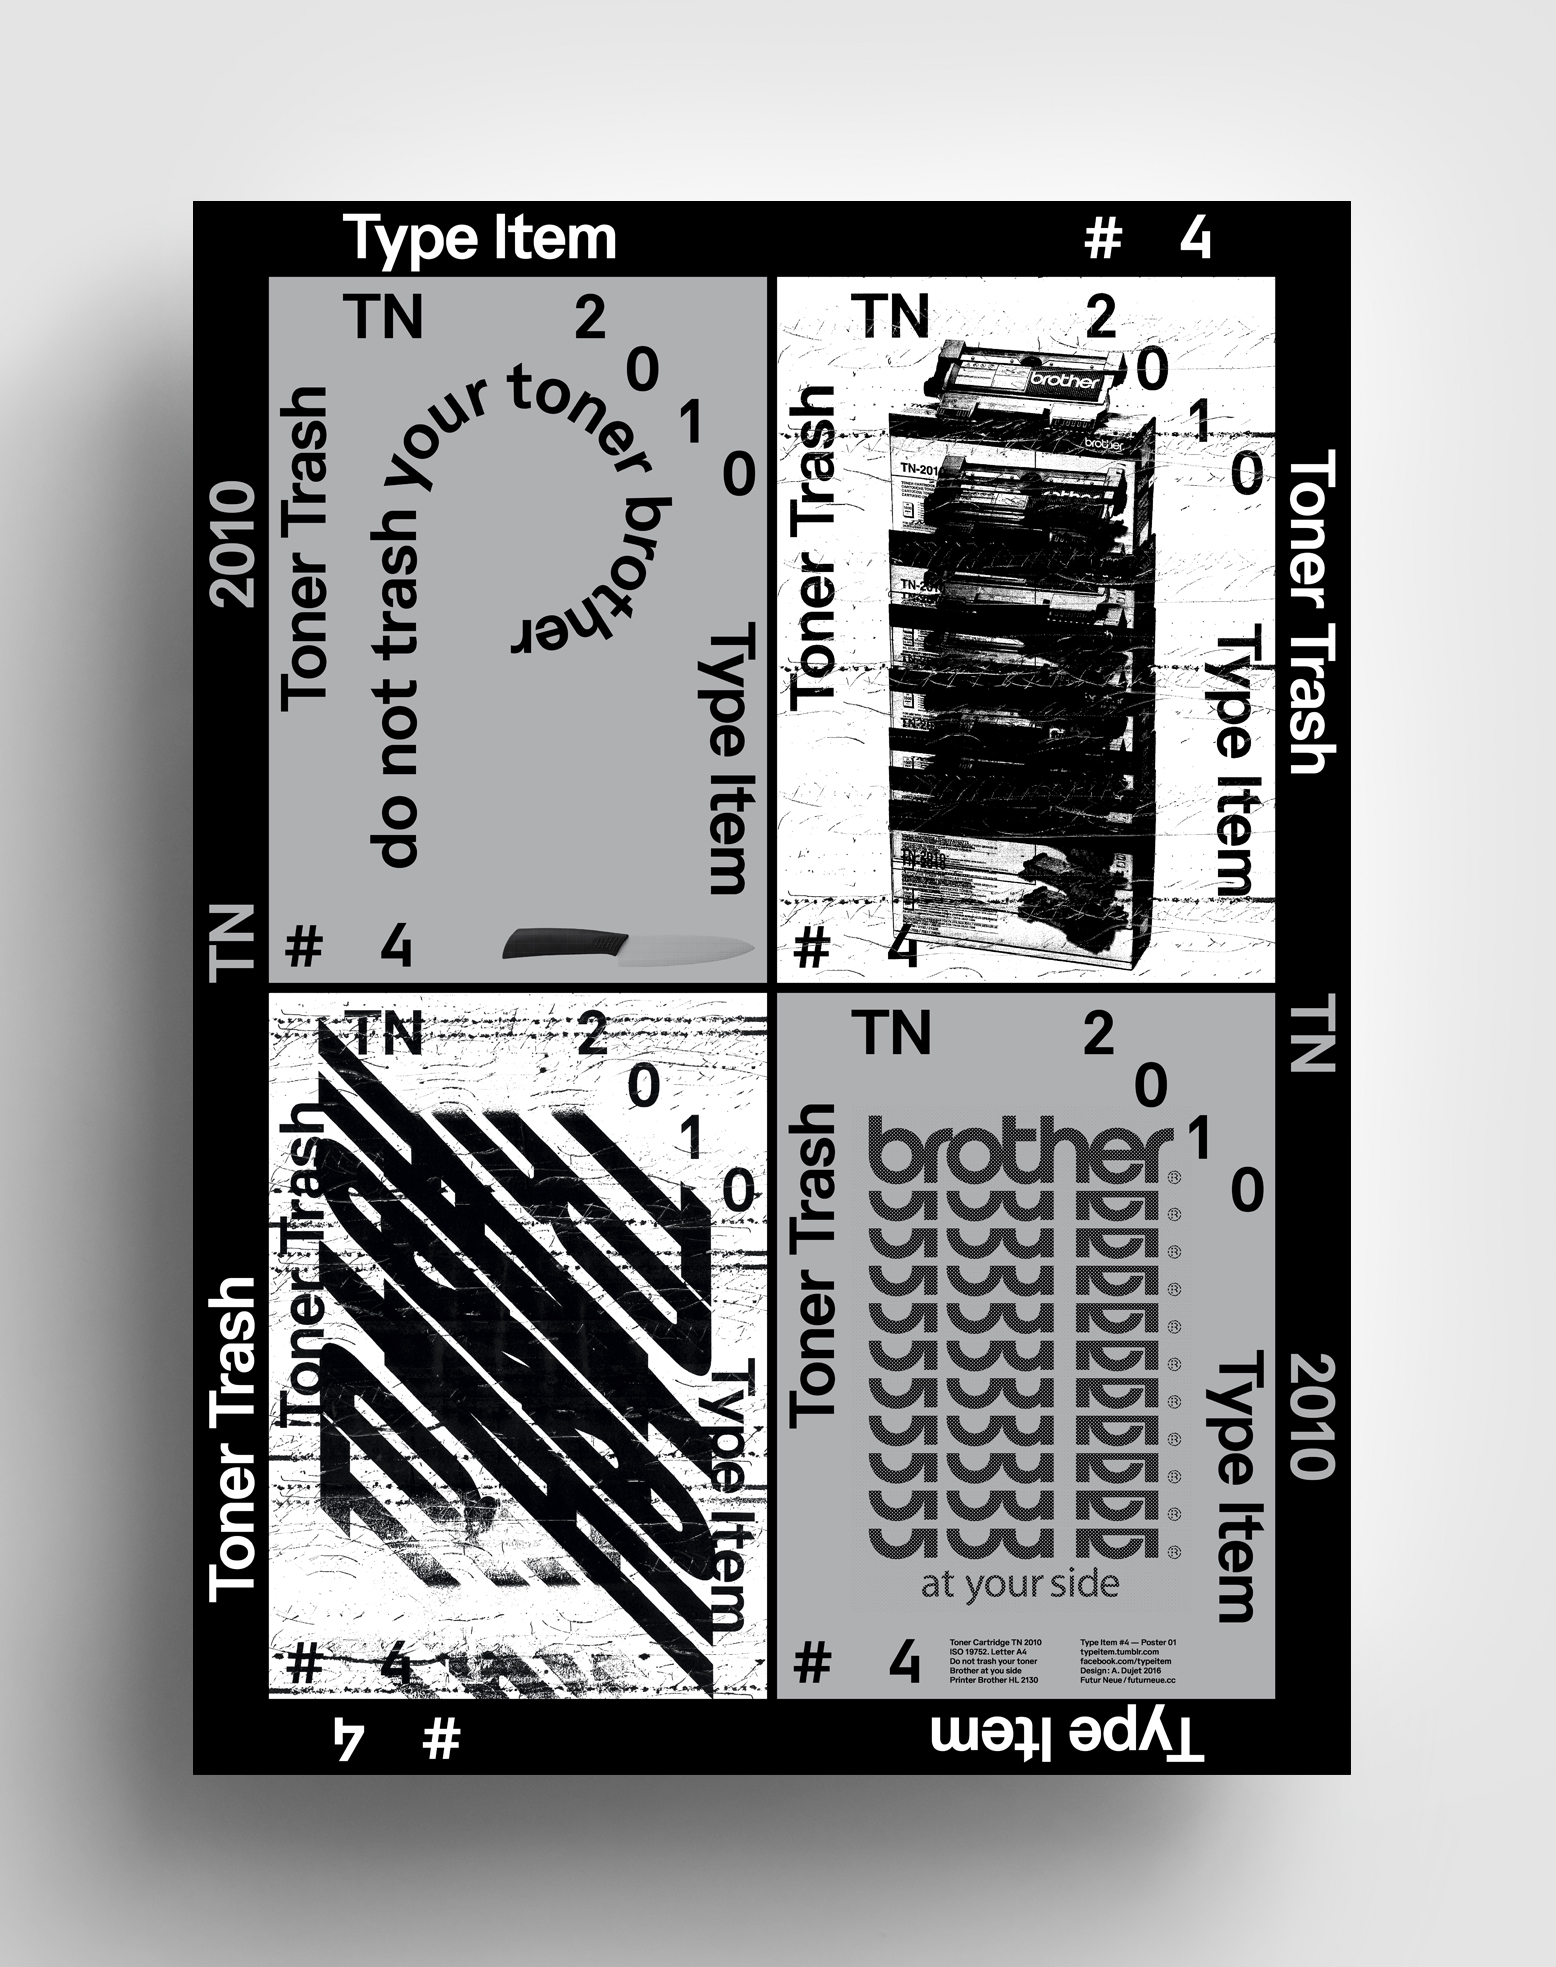 Type Item
# 4
2010
TN
Toner Trash
TN
2
0
1
0
Toner Trash
do not trash your toner brother
Type Item
# 4
TN
2
0
1
0
brother
brother
TN-2010
brother
TN-2010
TN-2010
Toner Trash
Type Item
# 4
TN
2
0
1
0
Toner Trash
Type Item
# 4
TN
2
0
1
0
Toner Trash
brother
®
®
®
®
®
®
®
®
®
®
®
at your side
Type Item
# 4
Toner Cartridge TN 2010
ISO 19752. Letter A4
Do not trash your toner
Brother at you side
Printer Brother HL 2130
Type Item #4 — Poster 01
typeitem.tumblr.com
facebook.com/typeitem
Design: A. Dujet 2016
Futur Neue / futurneue.cc
Toner Trash
TN
2010
Type Item
# 4